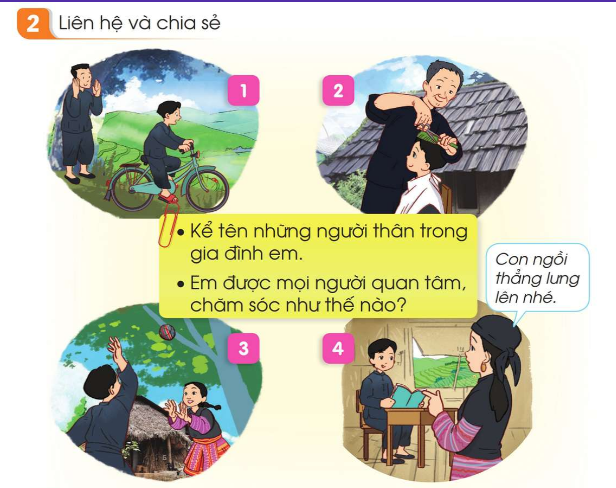 2 Liên hệ và chia sẻ
1
2
• Kể tên những người thân trong
gia đình em.
• Em được mọi người quan tâm,
chăm sóc như thế nào?
Con ngồi
thẳng lưng
lên nhé.
3
4